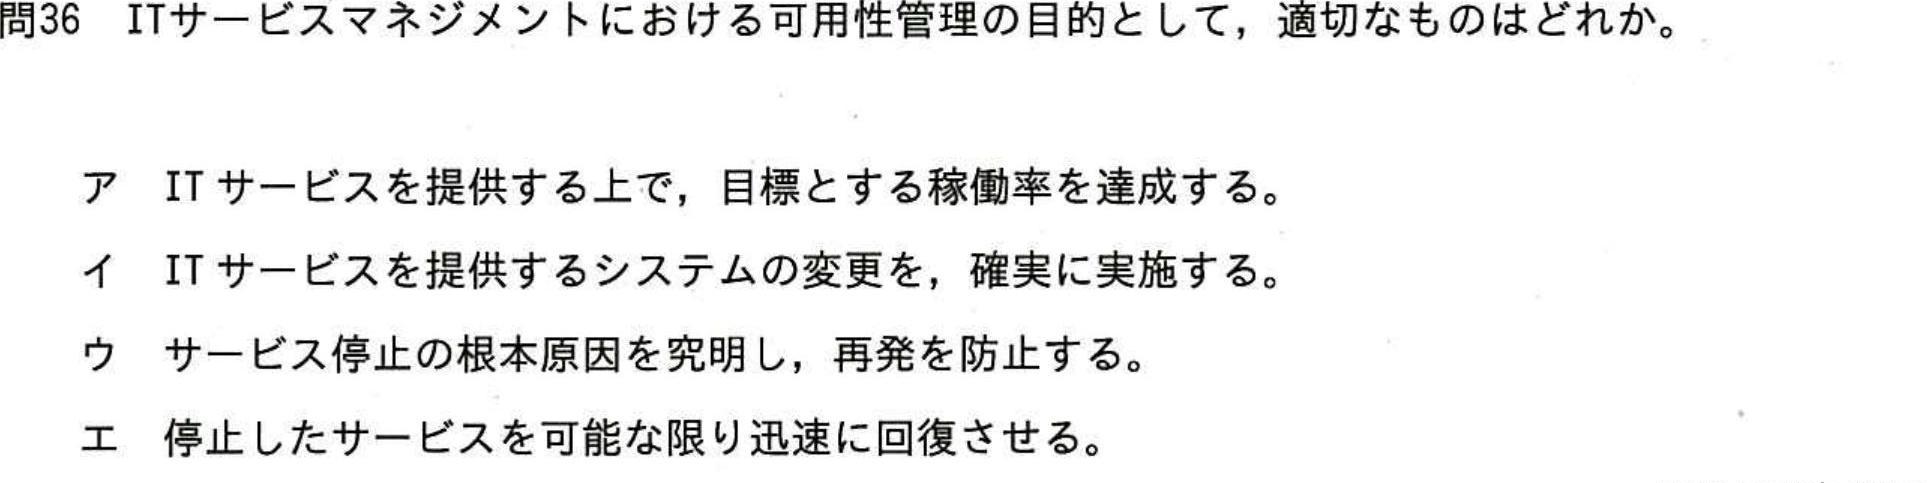 問36 ITサービスマネジメントにおける可用性管理の目的として，適切なものはどれか。
ア ITサービスを提供する上で，目標とする稼働率を達成する。
イ ITサービスを提供するシステムの変更を，確実に実施する。
ウ サービス停止の根本原因を究明し，再発を防止する。
エ 停止したサービスを可能な限り迅速に回復させる。